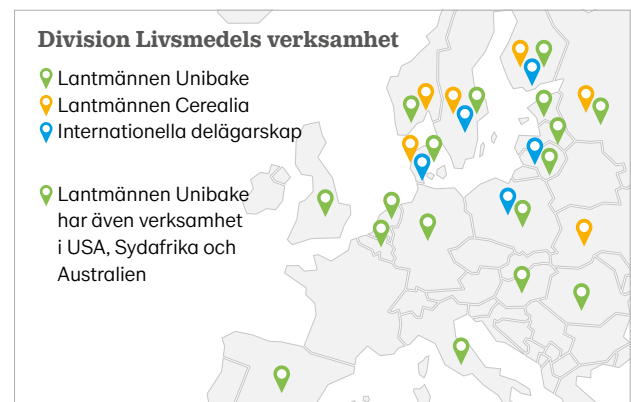 Division Livsmedels verksamhet
Lantmännen Unibake
Lantmännen Cerealia
Internationella delägarskap
Lantmännen Unibake
har även verksamhet
i USA, Sydafrika och
Australien